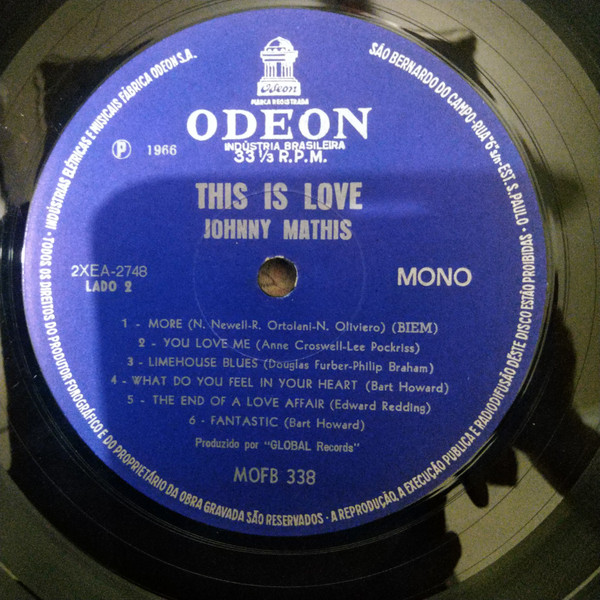 Odeon
MARCA REGISTRADA
ODEON
INDÚSTRIA BRASILEIRA
33 1/3 R.P.M.
℗ 1966
THIS IS LOVE
JOHNNY MATHIS
2XEA-2748
LADO 2
MONO
1 - MORE (N. Newell-R. Ortolani-N. Oliviero) (BIEM)
2 - YOU LOVE ME (Anne Croswell-Lee Pockriss)
3 - LIMEHOUSE BLUES (Douglas Furber-Philip Braham)
4 - WHAT DO YOU FEEL IN YOUR HEART (Bart Howard)
5 - THE END OF A LOVE AFFAIR (Edward Redding)
6 - FANTASTIC (Bart Howard)
Produzido por "GLOBAL Records"
MOFB 338
INDÚSTRIAS ELÉTRICAS E MUSICAIS FÁBRICA ODEON S.A.
SÃO BERNARDO DO CAMPO-RUA "6" s/n-EST. S. PAULO
• TODOS OS DIREITOS DO PRODUTOR FONOGRÁFICO E DO PROPRIETÁRIO DA OBRA GRAVADA SÃO RESERVADOS • A REPRODUÇÃO, A EXECUÇÃO PUBLICA E RADIODIFUSÃO DÊSTE DISCO ESTÃO PROIBIDAS •